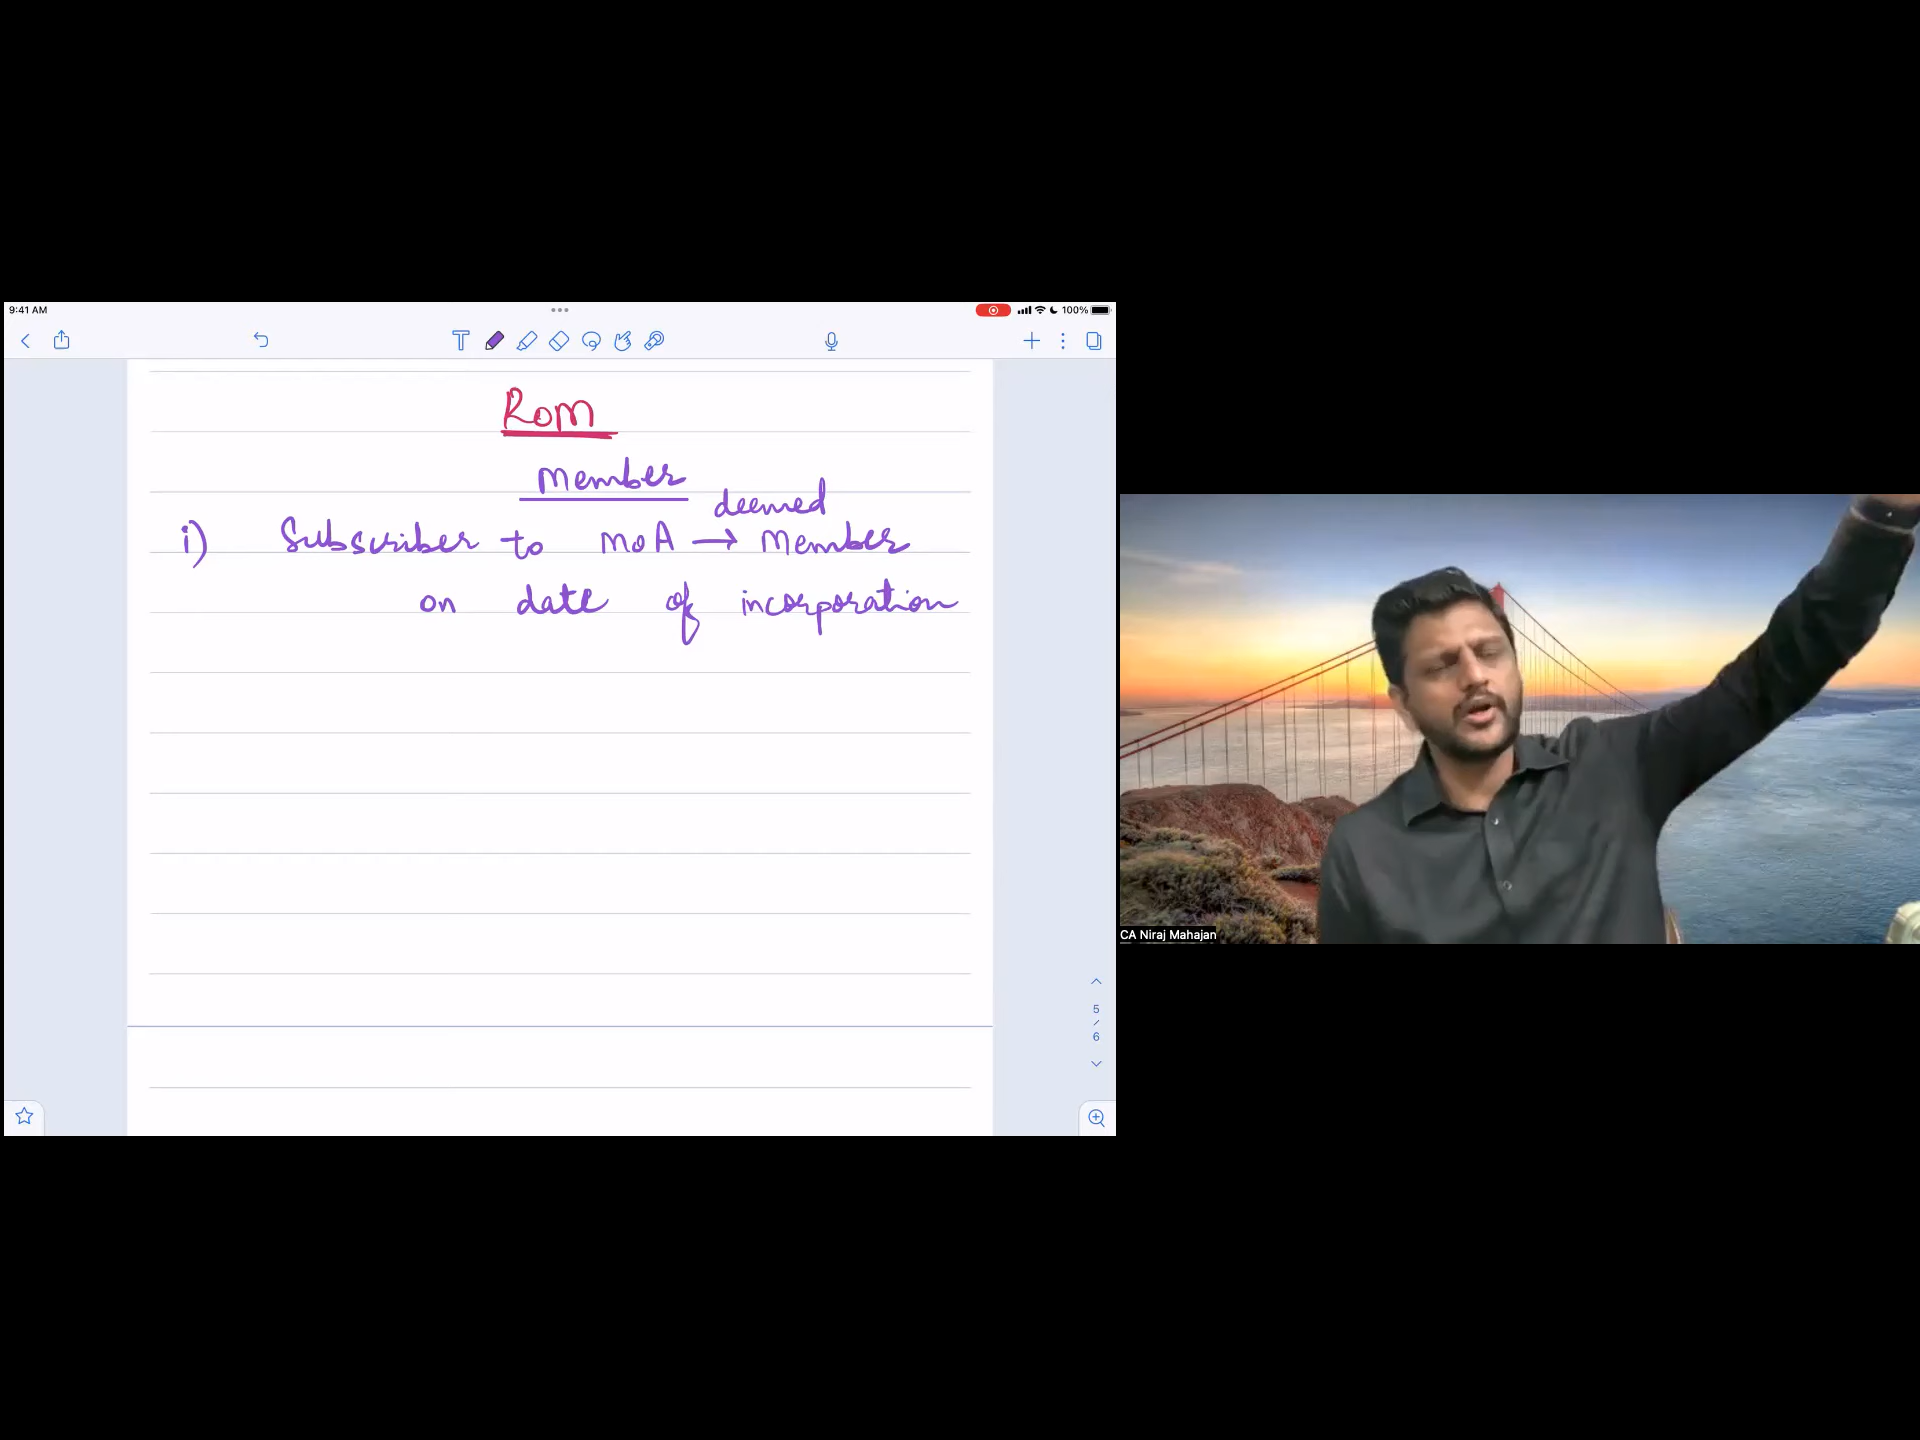 9:41 AM
100%
RoM
Member
deemed
i) Subscriber to MoA → Member
on date of incorporation
CA Niraj Mahajan
5
/
6